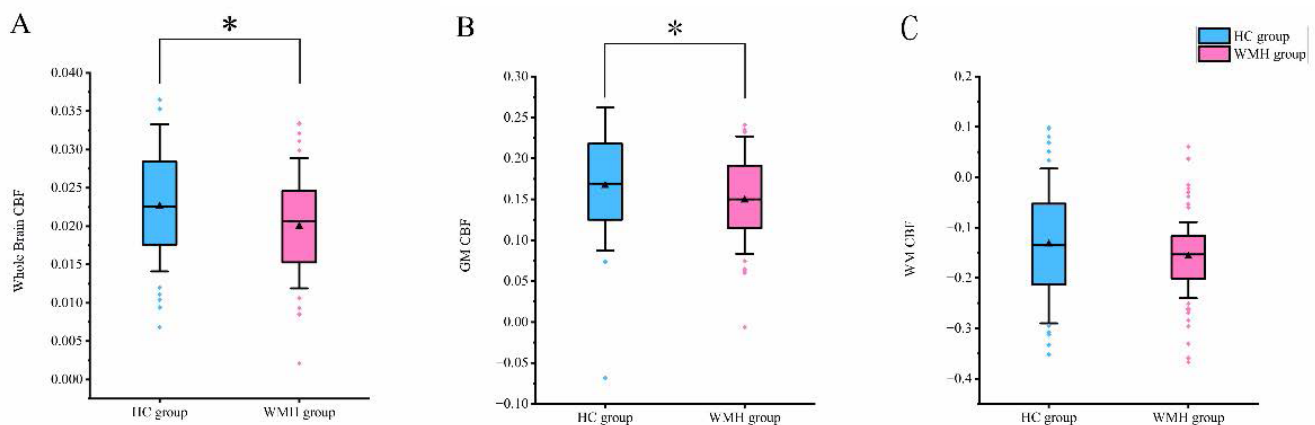 A
*
Whole Brain CBF
0.040
0.035
0.030
0.025
0.020
0.015
0.010
0.005
0.000
HC group
WMH group
B
*
GM CBF
0.30
0.25
0.20
0.15
0.10
0.05
0.00
−0.05
−0.10
HC group
WMH group
C
HC group
WMH group
WM CBF
0.2
0.1
0.0
−0.1
−0.2
−0.3
−0.4
HC group
WMH group